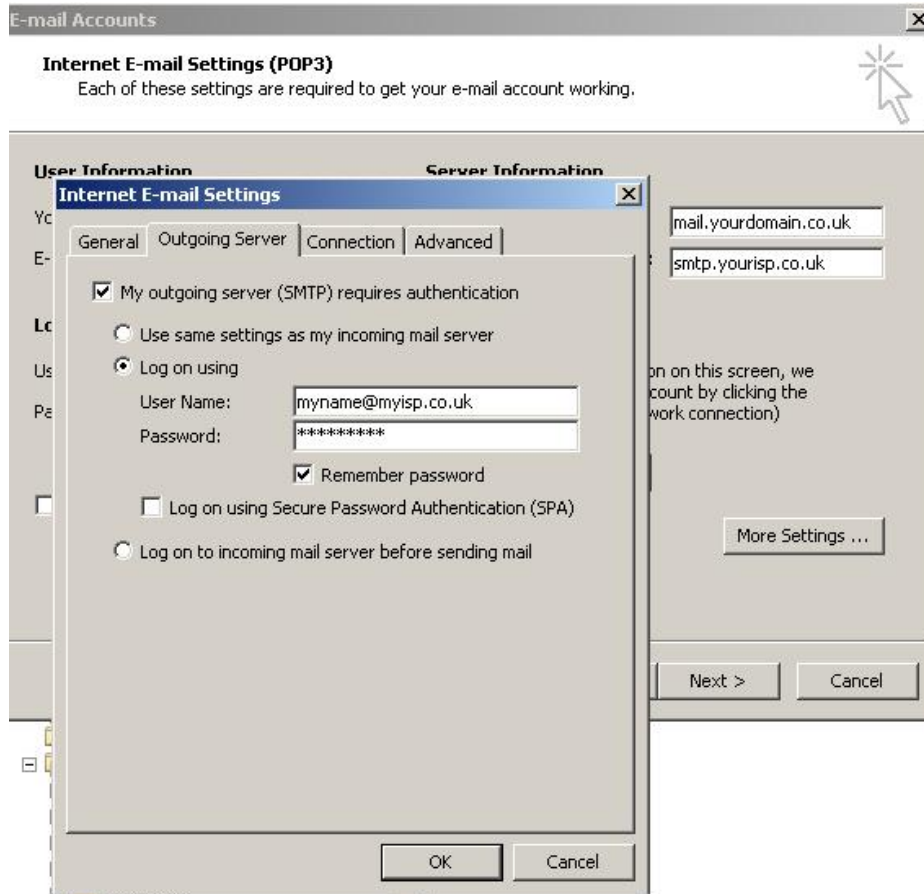 E-mail Accounts
Internet E-mail Settings (POP3)
Each of these settings are required to get your e-mail account working.
User Information
Server Information
Internet E-mail Settings
mail.yourdomain.co.uk
General Outgoing Server Connection Advanced
E-
smtp.yourisp.co.uk
My outgoing server (SMTP) requires authentication
Use same settings as my incoming mail server
Log on using
on this screen, we
User Name: myname@myisp.co.uk
by clicking the
Password: *********
connection)
Remember password
Log on using Secure Password Authentication (SPA)
More Settings ...
Log on to incoming mail server before sending mail
Next > Cancel
OK Cancel